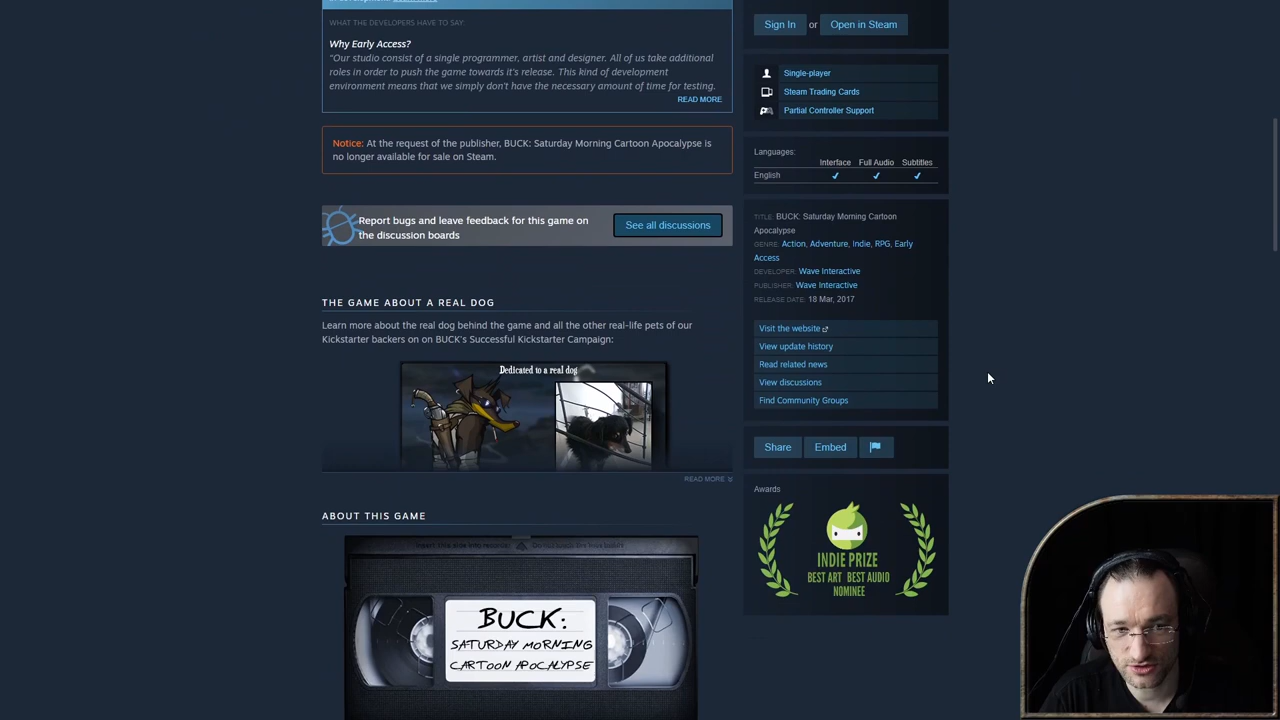 WHAT THE DEVELOPERS HAVE TO SAY:
Why Early Access?
"Our studio consist of a single programmer, artist and designer. All of us take additional
roles in order to push the game towards it's release. This kind of development
environment means that we simply don't have the necessary amount of time for testing.
READ MORE
Notice: At the request of the publisher, BUCK: Saturday Morning Cartoon Apocalypse is
no longer available for sale on Steam.
Report bugs and leave feedback for this game on
the discussion boards
See all discussions
THE GAME ABOUT A REAL DOG
Learn more about the real dog behind the game and all the other real-life pets of our
Kickstarter backers on on BUCK's Successful Kickstarter Campaign:
Dedicated to a real dog
READ MORE
ABOUT THIS GAME
BUCK:
SATURDAY MORNING
CARTOON APOCALYPSE
Sign In or Open in Steam
Single-player
Steam Trading Cards
Partial Controller Support
Languages:
Interface Full Audio Subtitles
English ✔ ✔ ✔
TITLE: BUCK: Saturday Morning Cartoon
Apocalypse
GENRE: Action, Adventure, Indie, RPG, Early
Access
DEVELOPER: Wave Interactive
PUBLISHER: Wave Interactive
RELEASE DATE: 18 Mar, 2017
Visit the website
View update history
Read related news
View discussions
Find Community Groups
Share Embed
Awards
INDIE PRIZE
BEST ART BEST AUDIO
NOMINEE